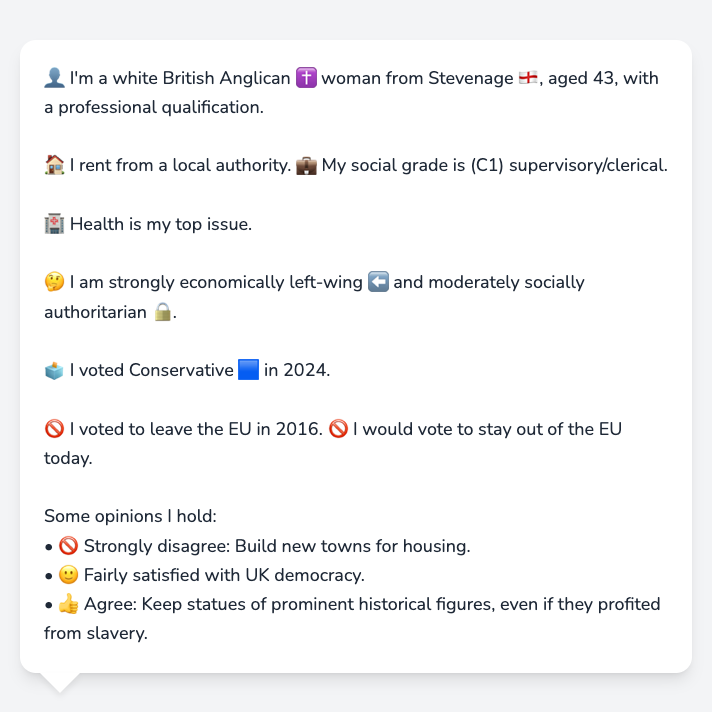 👤 I'm a white British Anglican ✝️ woman from Stevenage 🏴󠁧󠁢󠁥󠁮󠁧󠁿, aged 43, with
a professional qualification.
🏠 I rent from a local authority. 💼 My social grade is (C1) supervisory/clerical.
🏥 Health is my top issue.
🤔 I am strongly economically left-wing ⬅️ and moderately socially
authoritarian 🔒.
🗳️ I voted Conservative 🟦 in 2024.
🚫 I voted to leave the EU in 2016. 🚫 I would vote to stay out of the EU
today.
Some opinions I hold:
• 🚫 Strongly disagree: Build new towns for housing.
• 🙂 Fairly satisfied with UK democracy.
• 👍 Agree: Keep statues of prominent historical figures, even if they profited
from slavery.